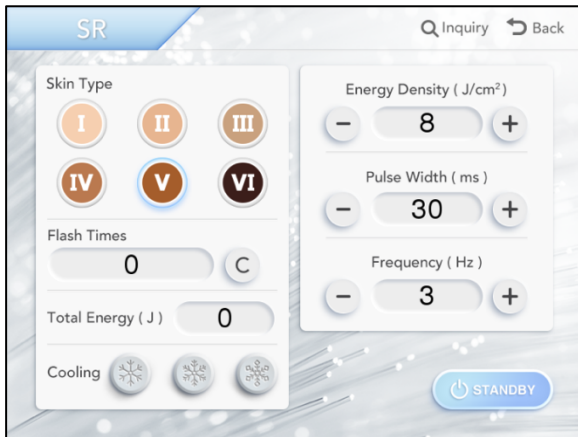 SR
Inquiry Back
Skin Type
I II III
IV V VI
Flash Times
0 C
Total Energy ( J ) 0
Cooling
Energy Density ( J/cm²)
− 8 +
Pulse Width ( ms )
− 30 +
Frequency ( Hz )
− 3 +
STANDBY